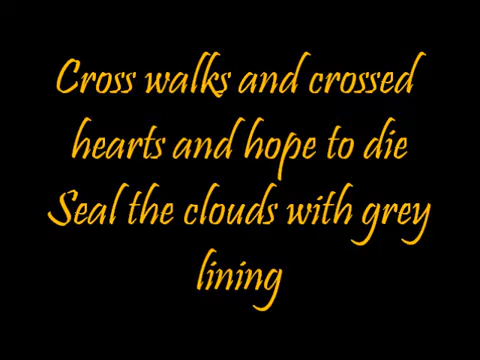 Cross walks and crossed
hearts and hope to die
Seal the clouds with grey
lining